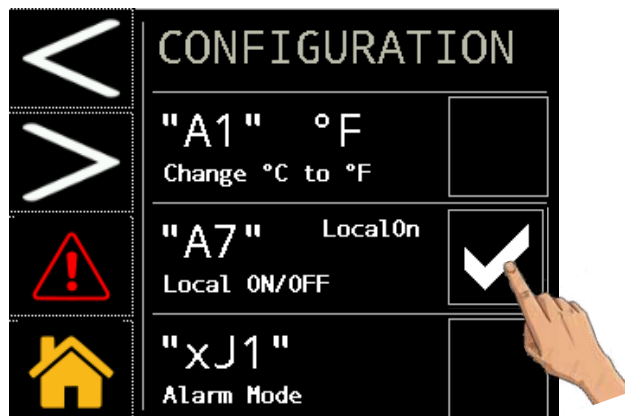 CONFIGURATION
"A1" °F
Change °C to °F
"A7" LocalOn
Local ON/OFF
"xJ1"
Alarm Mode